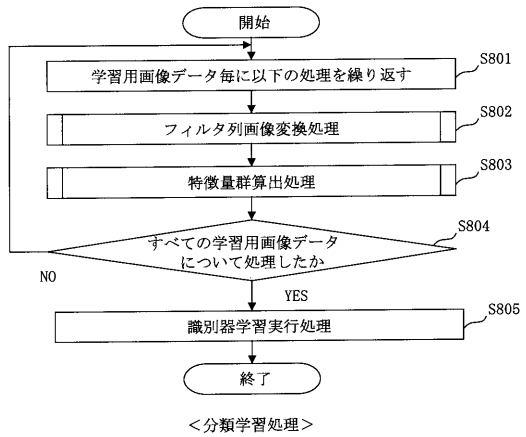 開始
学習用画像データ毎に以下の処理を繰り返す
S801
フィルタ列画像変換処理
S802
特徴量群算出処理
S803
すべての学習用画像データ
について処理したか
S804
NO
YES
識別器学習実行処理
S805
終了
<分類学習処理>